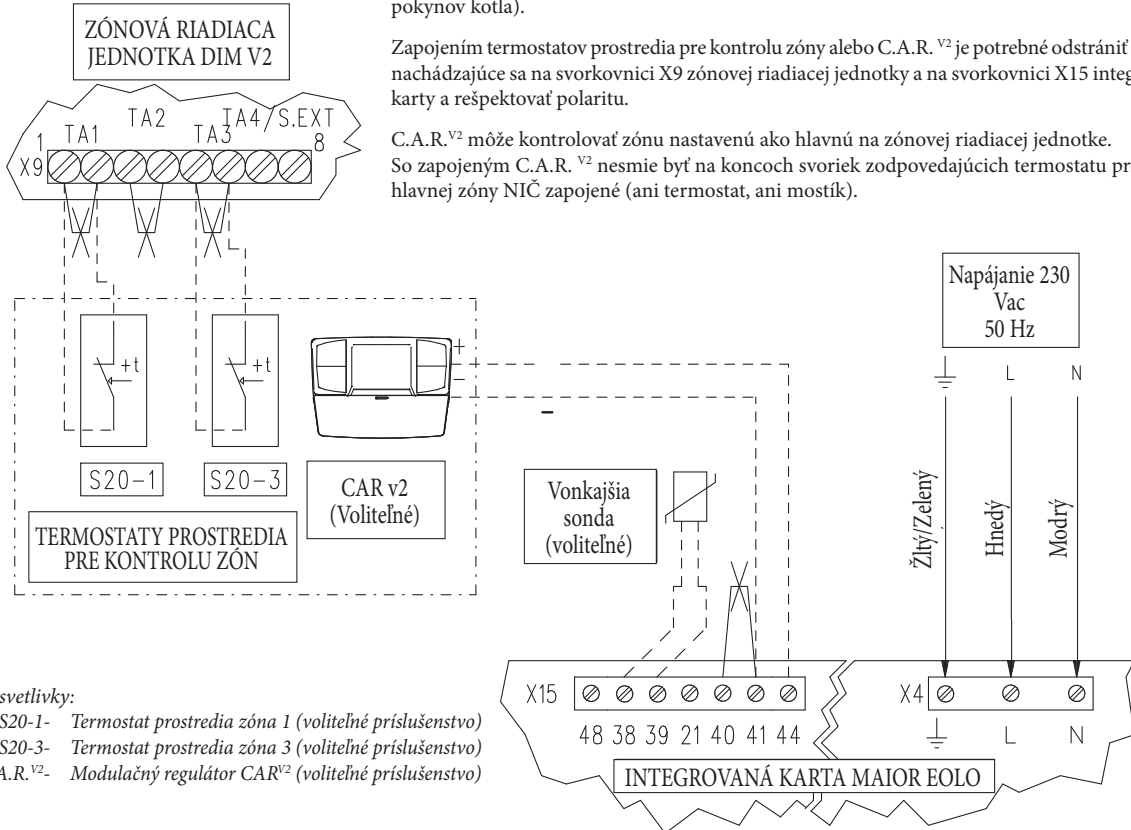 pokynov kotla).
ZÓNOVÁ RIADIACA
JEDNOTKA DIM V2
Zapojením termostatov prostredia pre kontrolu zóny alebo C.A.R. V2 je potrebné odstrániť
nachádzajúce sa na svorkovnici X9 zónovej riadiacej jednotky a na svorkovnici X15
karty a rešpektovať polaritu.
C.A.R.V2 môže kontrolovať zónu nastavenú ako hlavnú na zónovej riadiacej jednotke.
So zapojeným C.A.R. V2 nesmie byť na koncoch svoriek zodpovedajúcich termostatu
hlavnej zóny NIČ zapojené (ani termostat, ani mostík).
1 TA1 TA2 TA3 TA4/S.EXT 8
X9
Napájanie 230
Vac
50 Hz
L N
+t +t
+
−
−
S20-1 S20-3
CAR v2
(Voliteľné)
TERMOSTATY PROSTREDIA
PRE KONTROLU ZÓN
Vonkajšia
sonda
(voliteľné)
Žltý/Zelený
Hnedý
Modrý
X15
48 38 39 21 40 41 44
X4
L N
INTEGROVANÁ KARTA MAIOR EOLO
svetlivky:
S20-1- Termostat prostredia zóna 1 (voliteľné príslušenstvo)
S20-3- Termostat prostredia zóna 3 (voliteľné príslušenstvo)
A.R.V2- Modulačný regulátor CARV2 (voliteľné príslušenstvo)